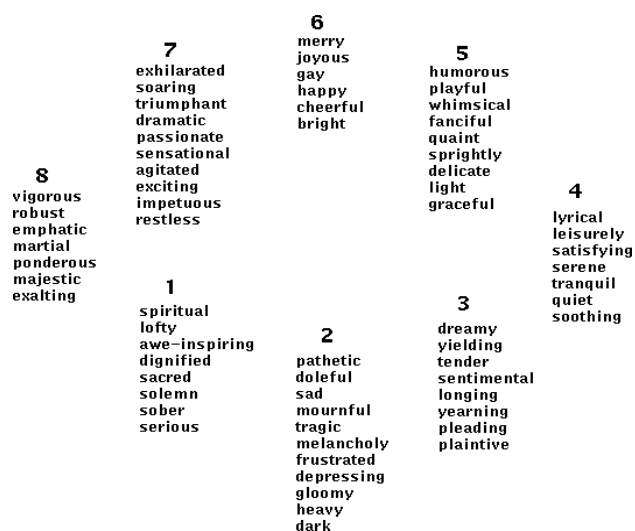 6
merry
joyous
gay
happy
cheerful
bright
7
exhilarated
soaring
triumphant
dramatic
passionate
sensational
agitated
exciting
impetuous
restless
5
humorous
playful
whimsical
fanciful
quaint
sprightly
delicate
light
graceful
8
vigorous
robust
emphatic
martial
ponderous
majestic
exalting
4
lyrical
leisurely
satisfying
serene
tranquil
quiet
soothing
1
spiritual
lofty
awe-inspiring
dignified
sacred
solemn
sober
serious
2
pathetic
doleful
sad
mournful
tragic
melancholy
frustrated
depressing
gloomy
heavy
dark
3
dreamy
yielding
tender
sentimental
longing
yearning
pleading
plaintive